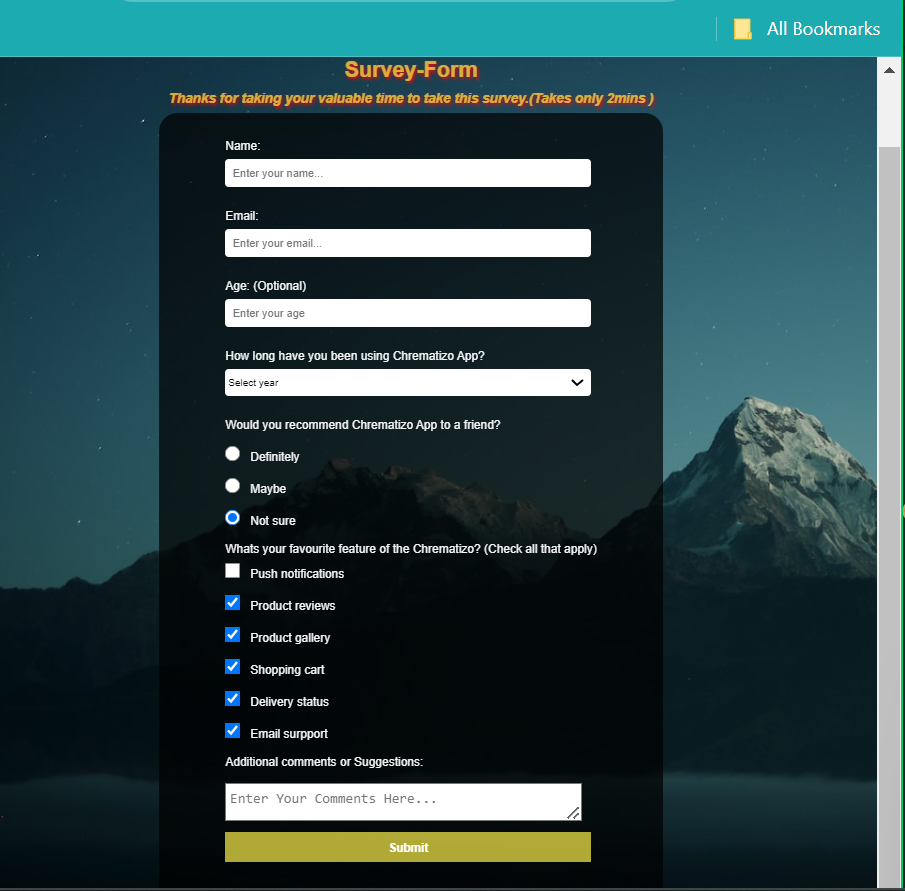 All Bookmarks
Survey-Form
Thanks for taking your valuable time to take this survey.(Takes only 2mins )
Name:
Enter your name...
Email:
Enter your email...
Age: (Optional)
Enter your age
How long have you been using Chrematizo App?
Select year
Would you recommend Chrematizo App to a friend?
Definitely
Maybe
Not sure
Whats your favourite feature of the Chrematizo? (Check all that apply)
Push notifications
Product reviews
Product gallery
Shopping cart
Delivery status
Email surpport
Additional comments or Suggestions:
Enter Your Comments Here...
Submit